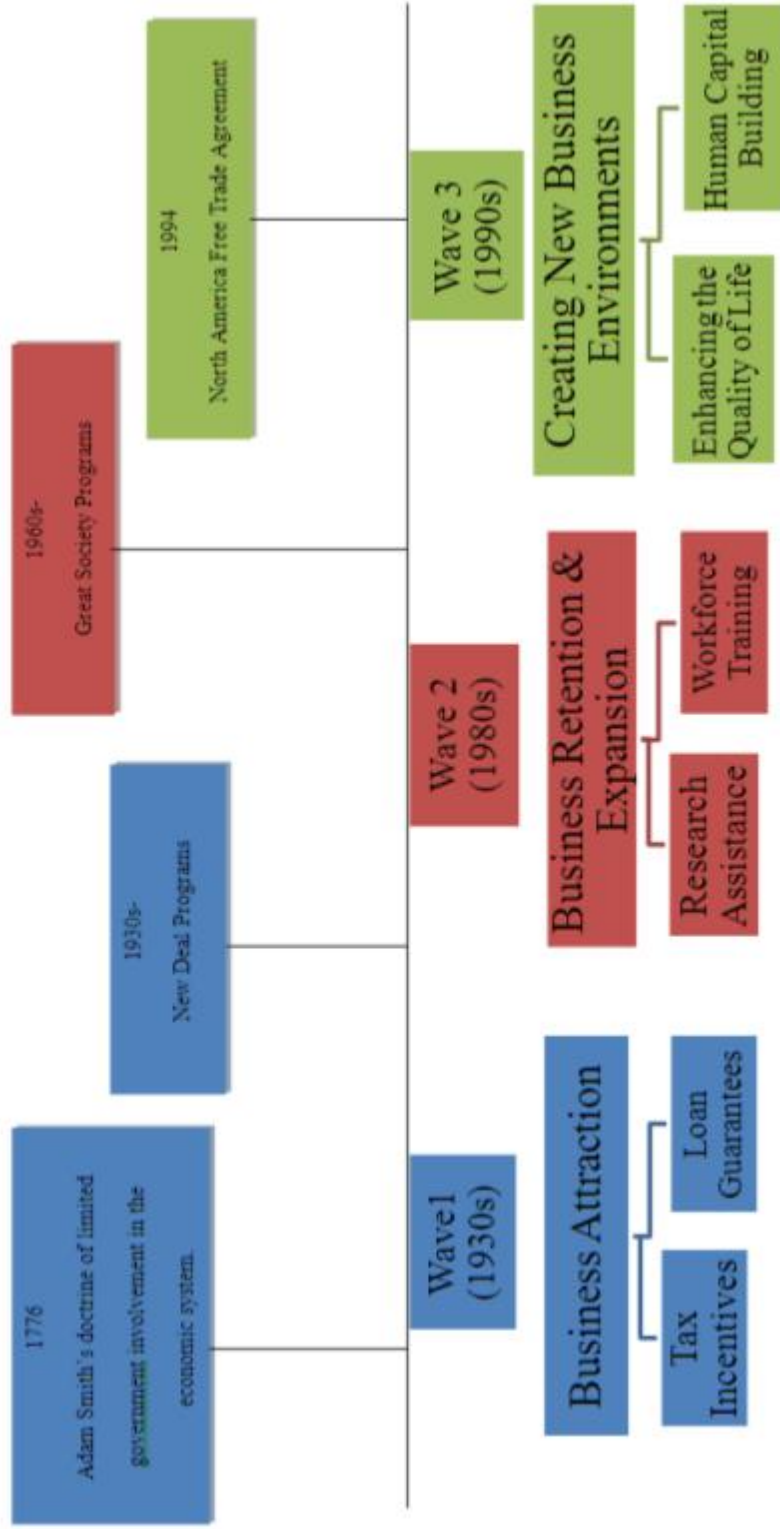 1776
Adam Smith's doctrine of limited
government involvement in the
economic system.
1930s-
New Deal Programs
1960s-
Great Society Programs
1994
North America Free Trade Agreement
Wave1
(1930s)
Wave 2
(1980s)
Wave 3
(1990s)
Business Attraction
Tax
Incentives
Loan
Guarantees
Business Retention &
Expansion
Research
Assistance
Workforce
Training
Creating New Business
Environments
Enhancing the
Quality of Life
Human Capital
Building